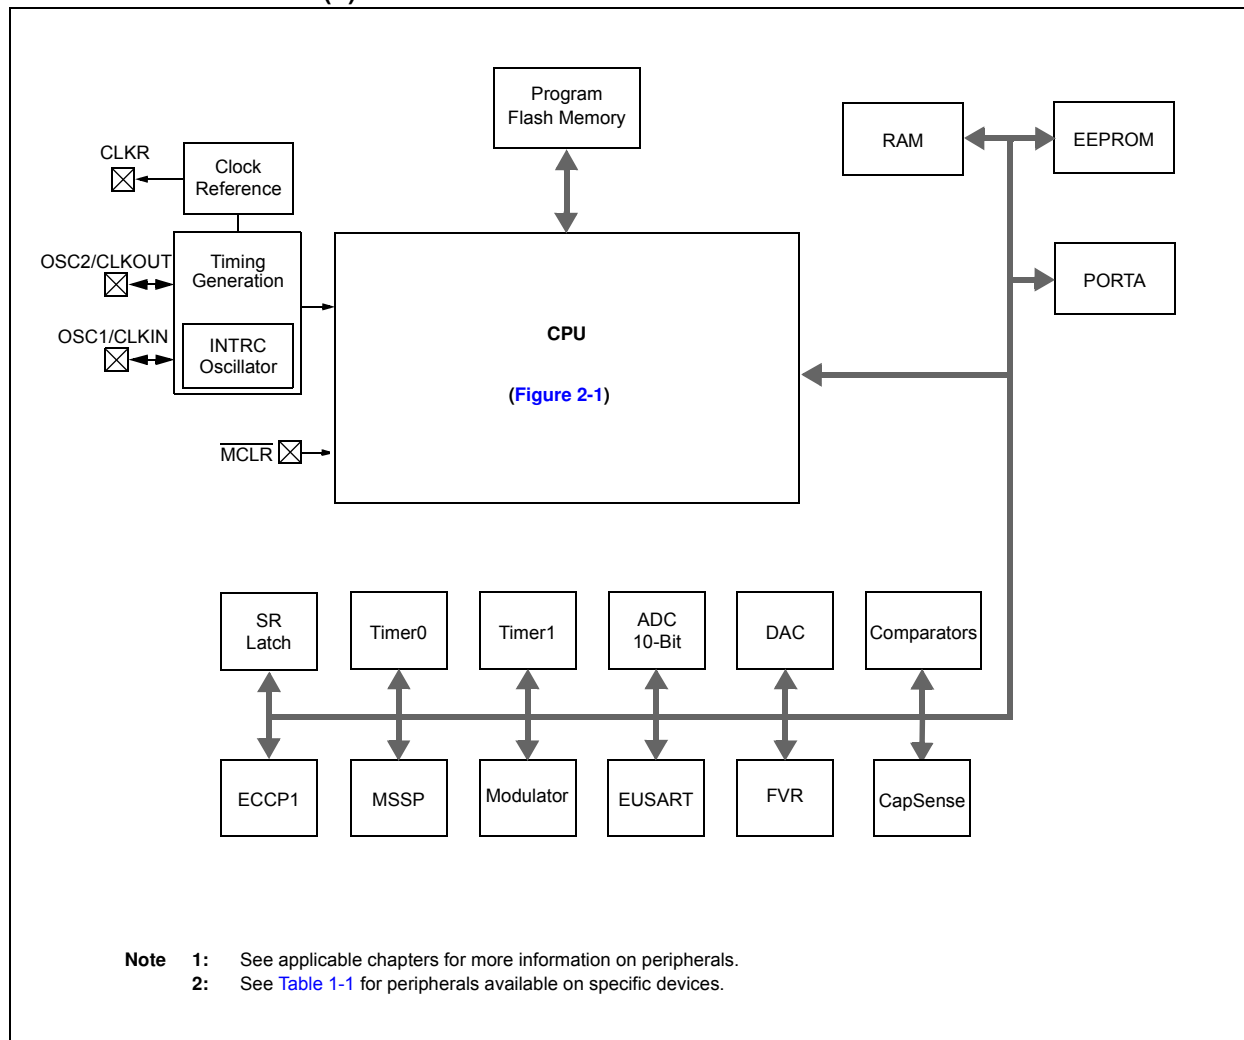 Program
Flash Memory
RAM
EEPROM
CLKR
Clock
Reference
OSC2/CLKOUT
Timing
Generation
PORTA
OSC1/CLKIN
INTRC
Oscillator
CPU
(Figure 2-1)
MCLR
SR
Latch
Timer0
Timer1
ADC
10-Bit
DAC
Comparators
ECCP1
MSSP
Modulator
EUSART
FVR
CapSense
Note 1: See applicable chapters for more information on peripherals.
2: See Table 1-1 for peripherals available on specific devices.